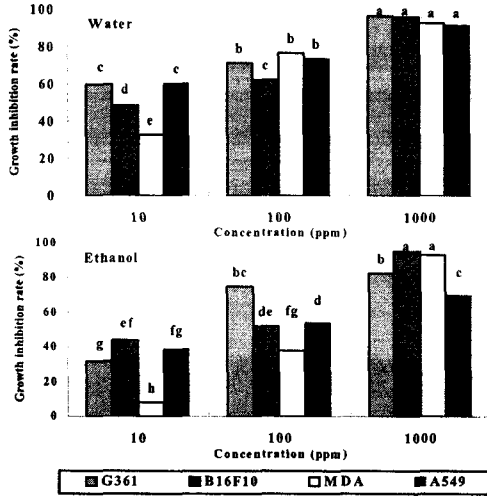 Water
Growth inhibition rate (%)
100
80
60
40
20
0
c d e c
b c b b
a a a a
10 100 1000
Concentration (ppm)
Ethanol
Growth inhibition rate (%)
100
80
60
40
20
0
g ef h fg
bc de fg d
b a a c
10 100 1000
Concentration (ppm)
G361 B16F10 MDA A549